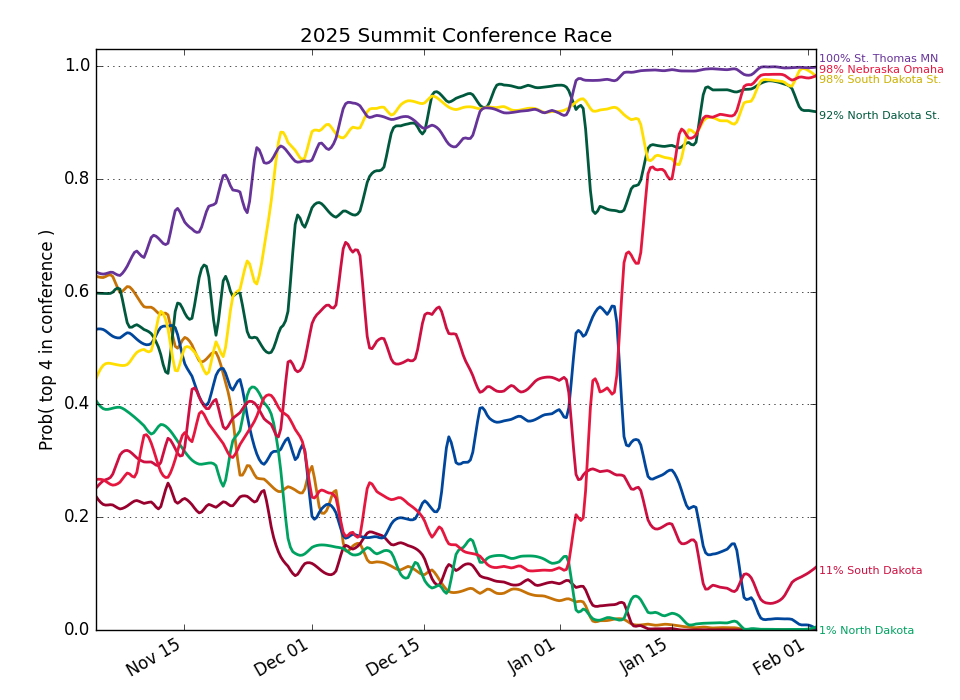 2025 Summit Conference Race
Prob( top 4 in conference )
1.0
0.8
0.6
0.4
0.2
0.0
Nov 15
Dec 01
Dec 15
Jan 01
Jan 15
Feb 01
100% St. Thomas MN
98% Nebraska Omaha
98% South Dakota St.
92% North Dakota St.
11% South Dakota
1% North Dakota